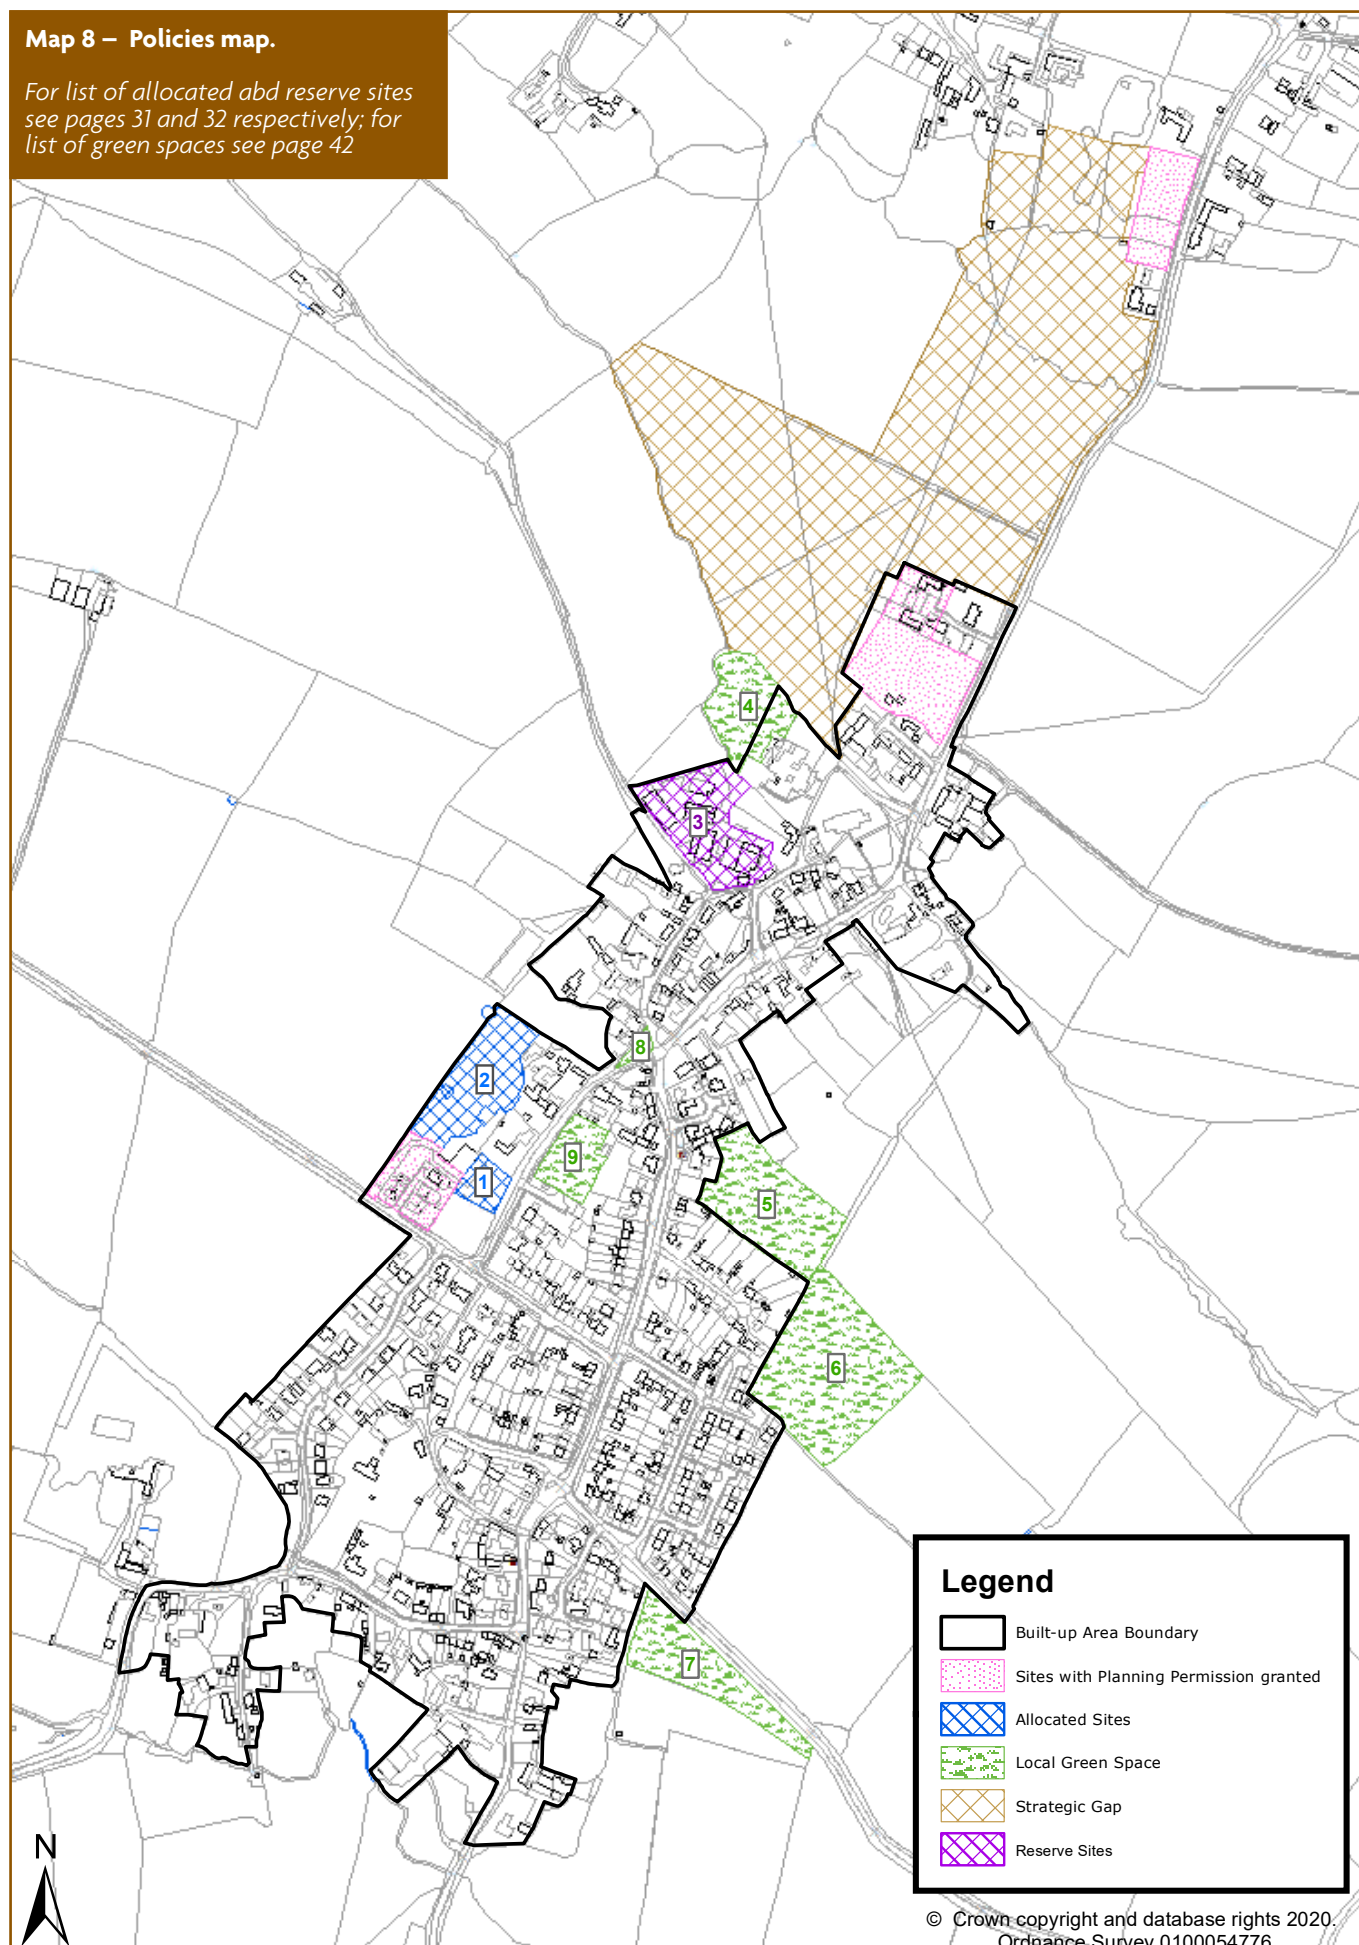 Map 8 – Policies map.
For list of allocated abd reserve sites
see pages 31 and 32 respectively; for
list of green spaces see page 42
4
3
8
2
9
1
5
6
7
Legend
Built-up Area Boundary
Sites with Planning Permission granted
Allocated Sites
Local Green Space
Strategic Gap
Reserve Sites
N
© Crown copyright and database rights 2020.
Ordnance Survey 0100054776